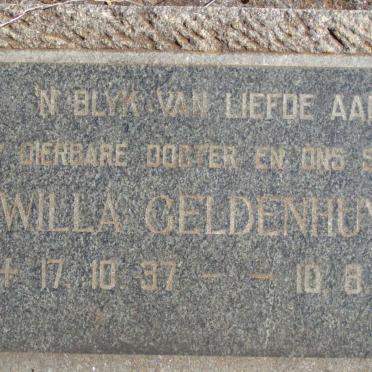 'N BLYK VAN LIEFDE AAN
DIERBARE DOGTER EN ONS S
WILLA GELDENHUY
17. 10 37 – – 10. 8